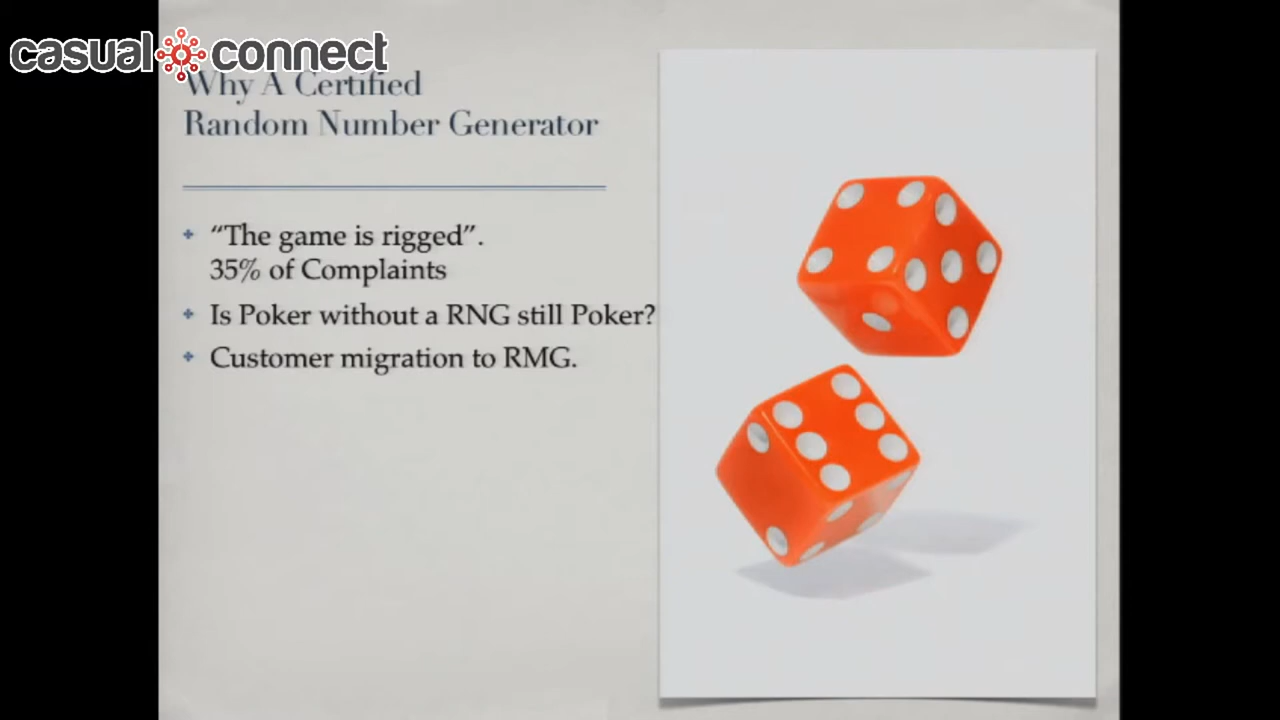 casual connect
Why A Certified
Random Number Generator
“The game is rigged”.
35% of Complaints
Is Poker without a RNG still Poker?
Customer migration to RMG.